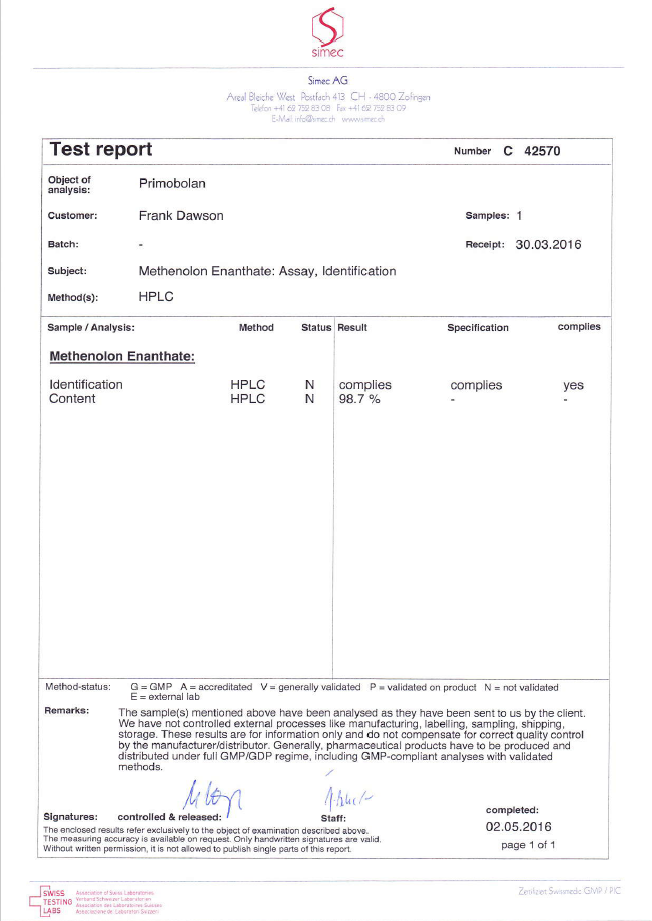 simec
Simec AG
Areal Bleiche West Postfach 413 CH - 4800 Zofingen
Telefon +41 62 752 83 08 Fax +41 62 752 83 09
E-Mail info@simec.ch www.simec.ch
Test report Number C 42570
Object of analysis: Primobolan
Customer: Frank Dawson Samples: 1
Batch: - Receipt: 30.03.2016
Subject: Methenolon Enanthate: Assay, Identification
Method(s): HPLC
Sample / Analysis: Method Status Result Specification complies
Methenolon Enanthate:
Identification HPLC N complies complies yes
Content HPLC N 98.7 % - -
Method-status: G = GMP A = accreditated V = generally validated P = validated on product N = not validated
E = external lab
Remarks: The sample(s) mentioned above have been analysed as they have been sent to us by the client.
We have not controlled external processes like manufacturing, labelling, sampling, shipping,
storage. These results are for information only and do not compensate for correct quality control
by the manufacturer/distributor. Generally, pharmaceutical products have to be produced and
distributed under full GMP/GDP regime, including GMP-compliant analyses with validated
methods.
Signatures: controlled & released: Staff: completed:
02.05.2016
The enclosed results refer exclusively to the object of examination described above..
The measuring accuracy is available on request. Only handwritten signatures are valid.
Without written permission, it is not allowed to publish single parts of this report.
page 1 of 1
SWISS
TESTING
LABS
Association of Swiss Laboratories
Verband Schweizer Laboratorien
Association des Laboratoires Suisses
Associazione dei Laboratori Svizzeri
Zertifiziert Swissmedic GMP / PIC